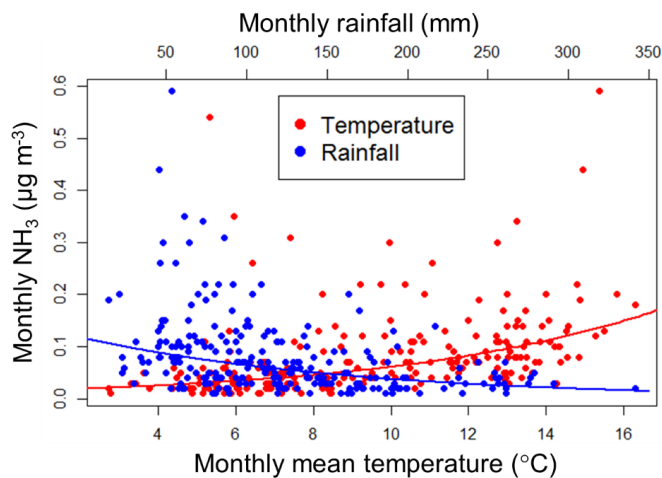 Monthly rainfall (mm)
50 100 150 200 250 300 350
Temperature
Rainfall
Monthly NH₃ (µg m⁻³)
0.6
0.5
0.4
0.3
0.2
0.1
0.0
4 6 8 10 12 14 16
Monthly mean temperature (°C)